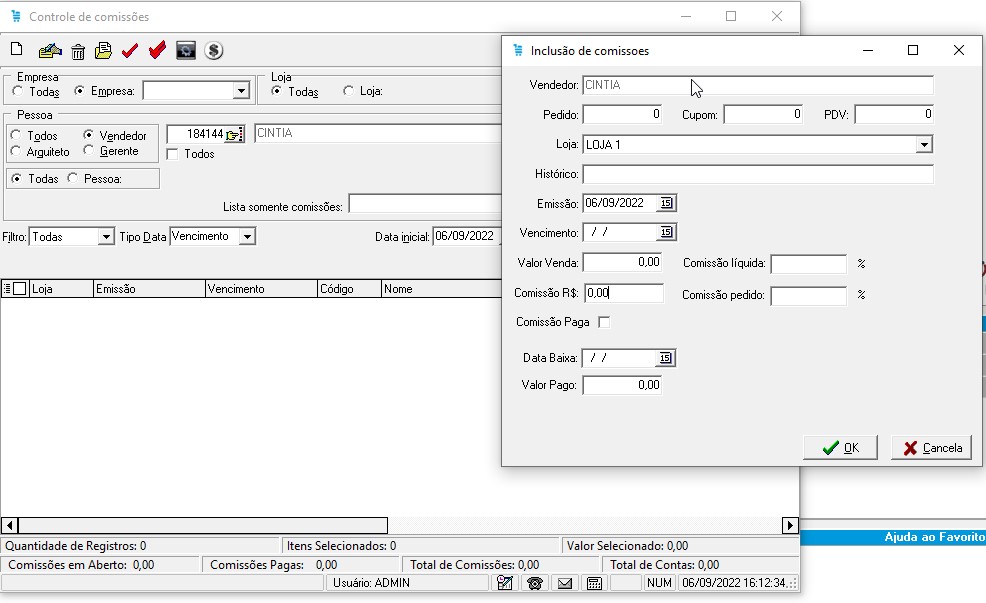 Controle de comissões
Empresa
Todas
Empresa:
Loja
Todas
Loja:
Pessoa
Todos
Vendedor
Arguiteto
Gerente
184144
CINTIA
Todos
Todas
Pessoa:
Lista somente comissões:
Filtro:
Todas
Tipo Data
Vencimento
Data inicial:
06/09/2022
Loja
Emissão
Vencimento
Código
Nome
Quantidade de Registros: 0
Itens Selecionados: 0
Valor Selecionado: 0,00
Comissões em Aberto: 0,00
Comissões Pagas: 0,00
Total de Comissões: 0,00
Total de Contas: 0,00
Usuário: ADMIN
NUM
06/09/2022 16:12:34
Inclusão de comissoes
Vendedor: CINTIA
Pedido: 0
Cupom: 0
PDV: 0
Loja: LOJA 1
Histórico:
Emissão: 06/09/2022 15
Vencimento: / / 15
Valor Venda: 0,00
Comissão líquida: %
Comissão R$: 0,00
Comissão pedido: %
Comissão Paga
Data Baixa: / / 15
Valor Pago: 0,00
OK
Cancela
Ajuda ao Favorito